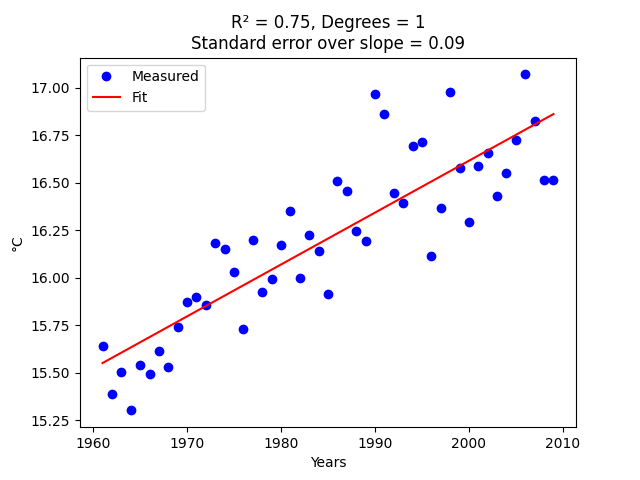 R² = 0.75, Degrees = 1
Standard error over slope = 0.09
Measured
Fit
17.00
16.75
16.50
16.25
16.00
15.75
15.50
15.25
°C
1960 1970 1980 1990 2000 2010
Years